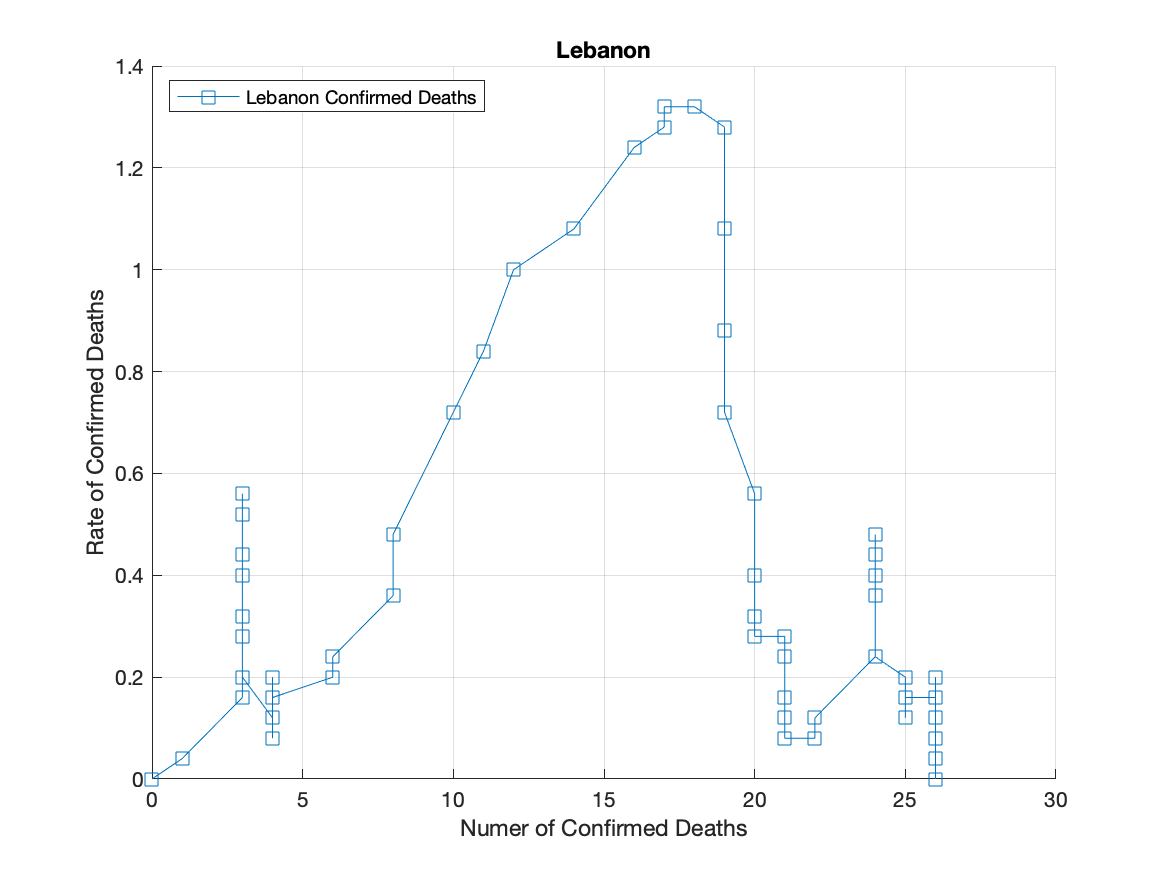 Lebanon
Lebanon Confirmed Deaths
1.4
1.2
1
0.8
0.6
0.4
0.2
0
Rate of Confirmed Deaths
0 5 10 15 20 25 30
Numer of Confirmed Deaths